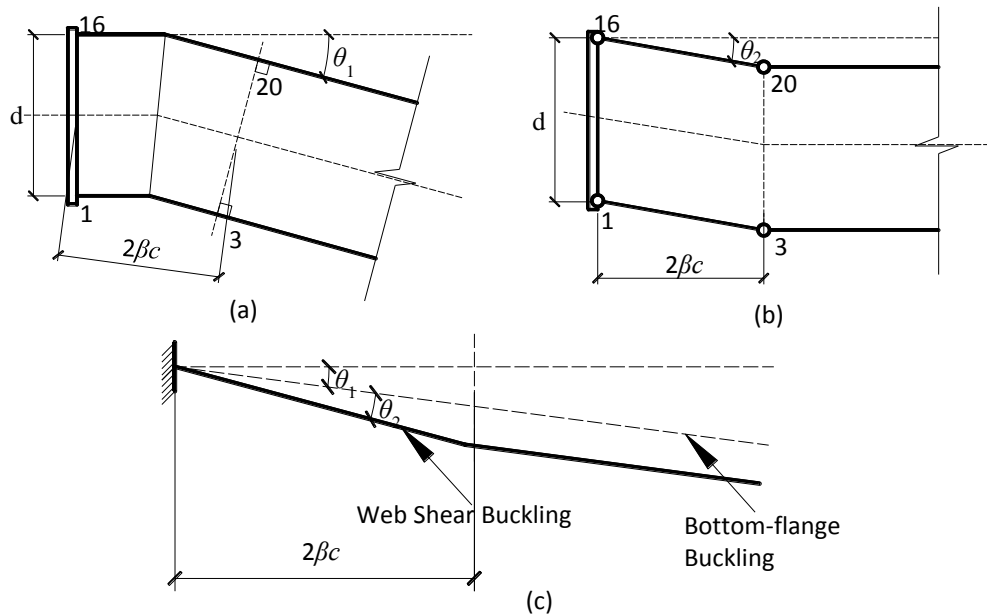 16
θ1
20
d
1
3
2βc
(a)
16
θ2
20
d
1
3
2βc
(b)
θ1
θ2
Web Shear Buckling
Bottom-flange
Buckling
2βc
(c)